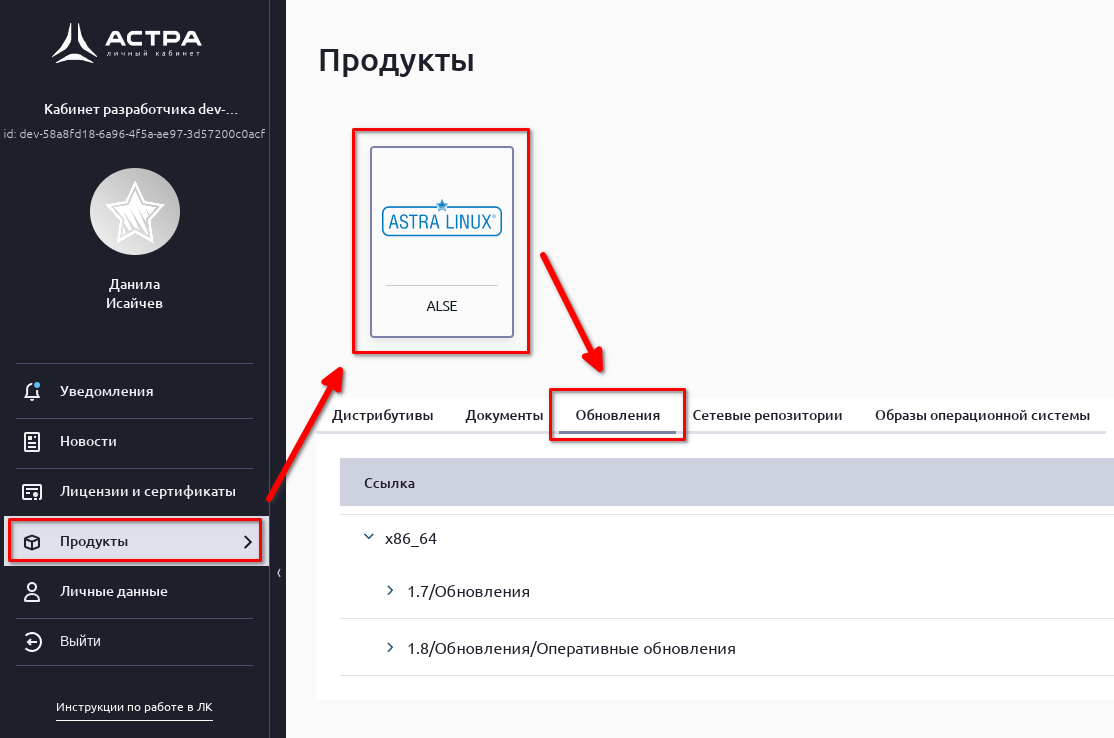 АСТРА
личный кабинет
Кабинет разработчика dev-...
id: dev-58a8fd18-6a96-4f5a-ae97-3d57200c0acf
Данила
Исайчев
Уведомления
Новости
Лицензии и сертификаты
Продукты
Личные данные
Выйти
Инструкции по работе в ЛК
Продукты
ASTRA LINUX®
ALSE
Дистрибутивы Документы Обновления Сетевые репозитории Образы операционной системы
Ссылка
x86_64
1.7/Обновления
1.8/Обновления/Оперативные обновления